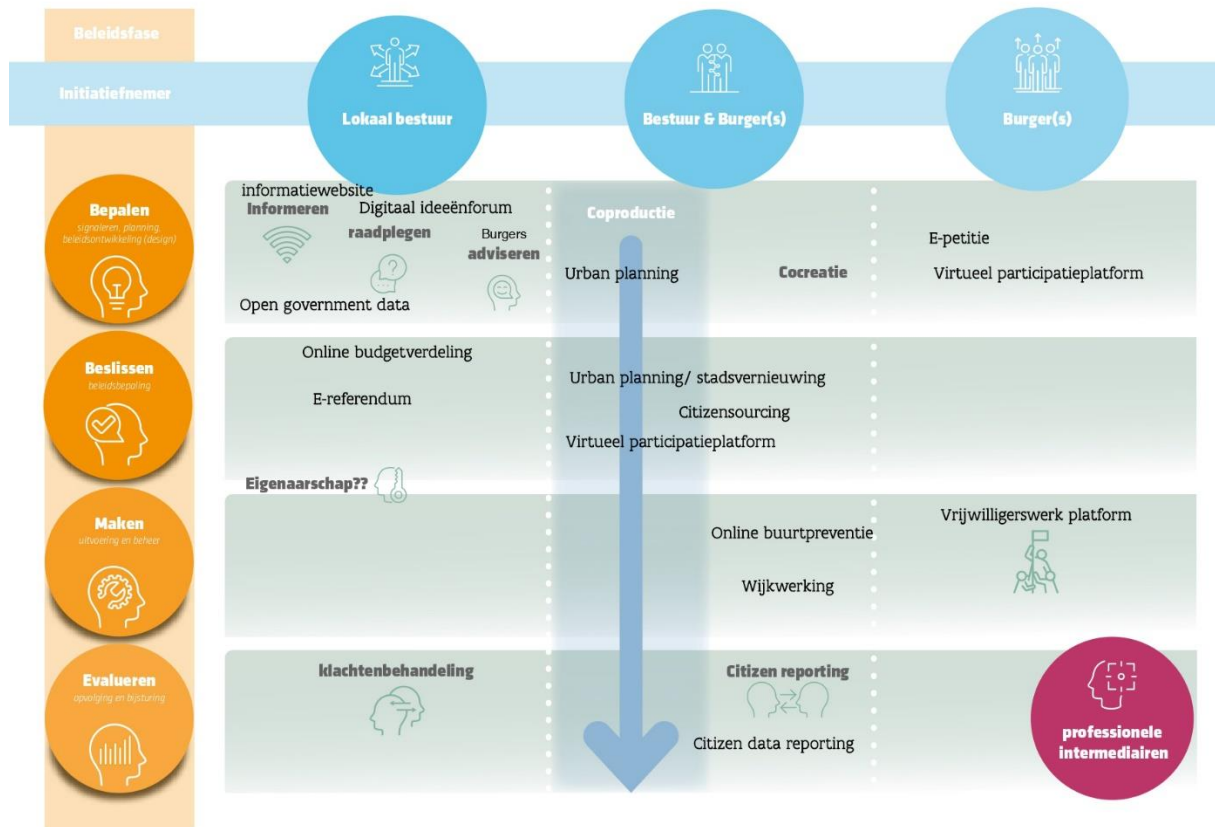 Beleidsfase
Initiatiefnemer
Lokaal bestuur
Bestuur & Burger(s)
Burger(s)
Bepalen
signaleren, planning,
beleidsontwikkeling (design)
informatiewebsite
Informeren
Digitaal ideeënforum
raadplegen
Burgers
adviseren
Open government data
Coproductie
Urban planning
Cocreatie
E-petitie
Virtueel participatieplatform
Beslissen
beleidsbepaling
Online budgetverdeling
E-referendum
Urban planning/ stadsvernieuwing
Citizensourcing
Virtueel participatieplatform
Eigenaarschap??
Maken
uitvoering en beheer
Online buurtpreventie
Wijkwerking
Vrijwilligerswerk platform
Evalueren
opvolging en bijsturing
klachtenbehandeling
Citizen reporting
Citizen data reporting
professionele
intermediairen